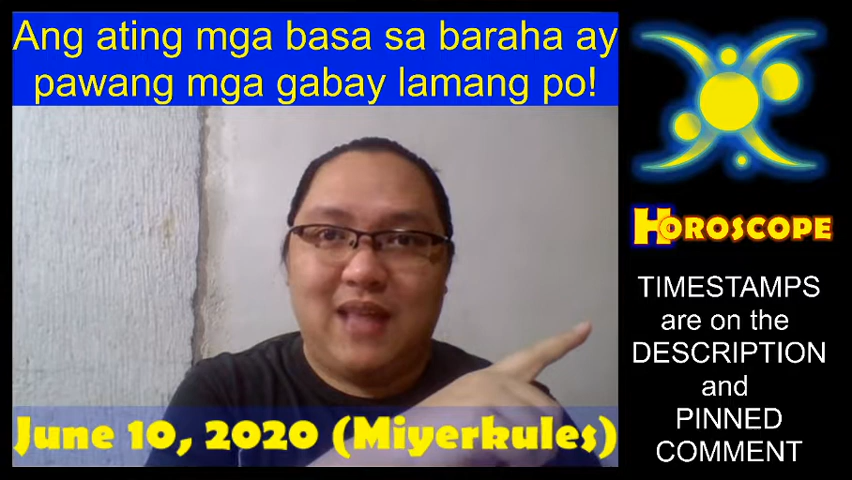 Ang ating mga basa sa baraha ay
pawang mga gabay lamang po!
HOROSCOPE
TIMESTAMPS
are on the
DESCRIPTION
and
PINNED
COMMENT
June 10, 2020 (Miyerkules)